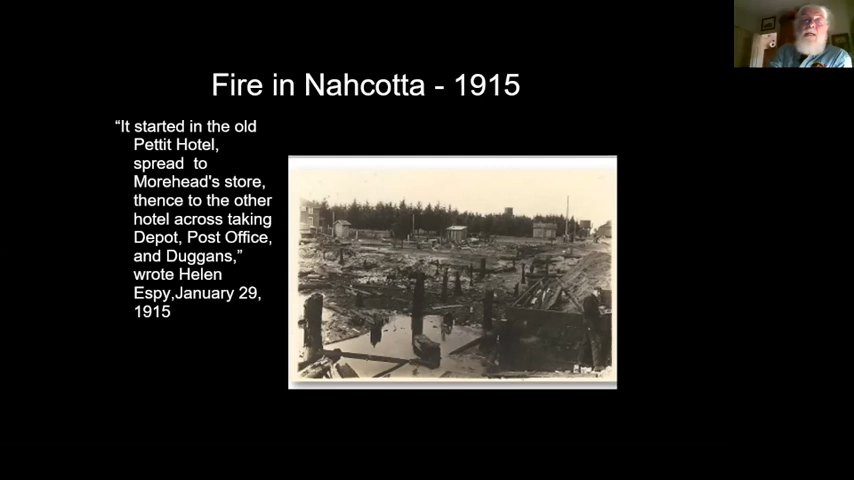 Fire in Nahcotta - 1915
“It started in the old
Pettit Hotel,
spread to
Morehead's store,
thence to the other
hotel across taking
Depot, Post Office,
and Duggans,”
wrote Helen
Espy,January 29,
1915